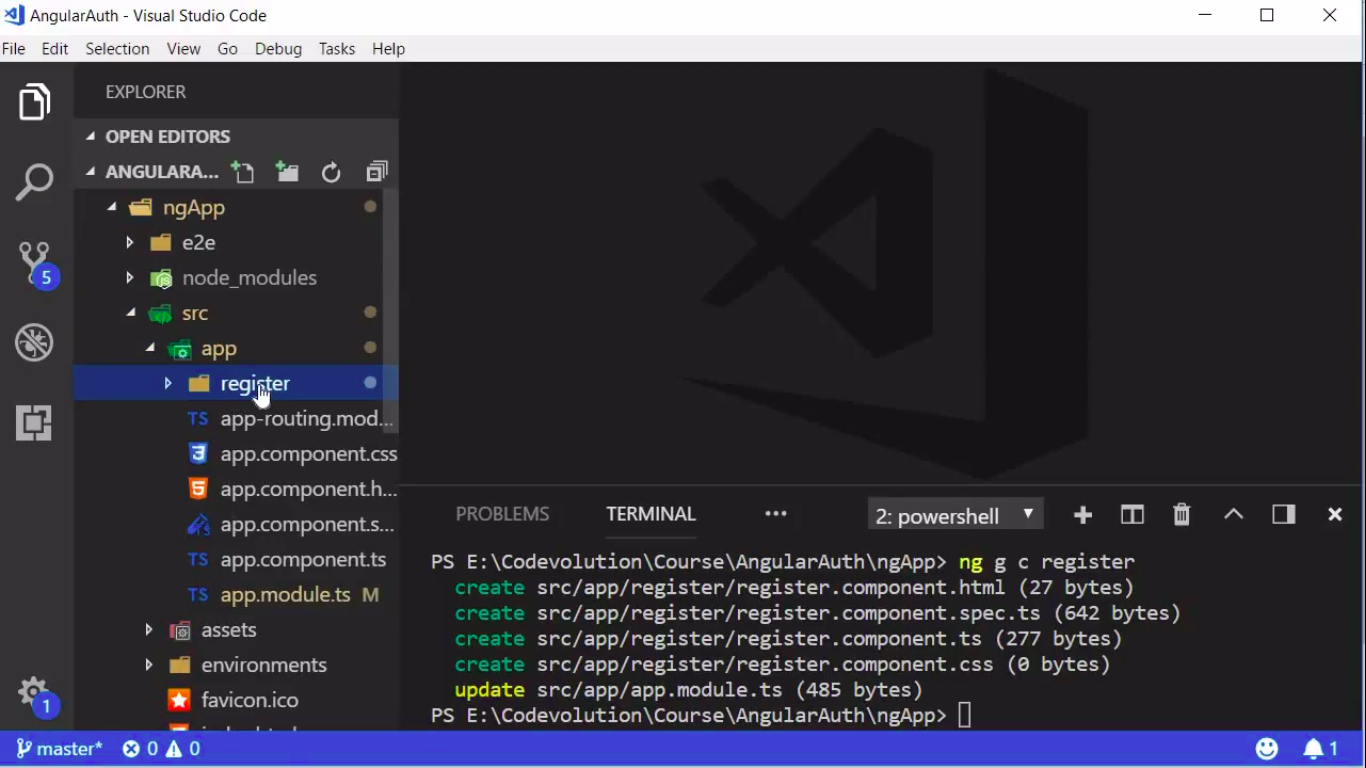 AngularAuth - Visual Studio Code
File Edit Selection View Go Debug Tasks Help
EXPLORER
OPEN EDITORS
ANGULARA...
ngApp
e2e
node_modules
src
app
register
app-routing.mod...
app.component.css
app.component.h...
app.component.s...
app.component.ts
app.module.ts M
assets
environments
favicon.ico
5
1
PROBLEMS TERMINAL ... 2: powershell
PS E:\Codevolution\Course\AngularAuth\ngApp> ng g c register
create src/app/register/register.component.html (27 bytes)
create src/app/register/register.component.spec.ts (642 bytes)
create src/app/register/register.component.ts (277 bytes)
create src/app/register/register.component.css (0 bytes)
update src/app/app.module.ts (485 bytes)
PS E:\Codevolution\Course\AngularAuth\ngApp>
master* 0 0 1